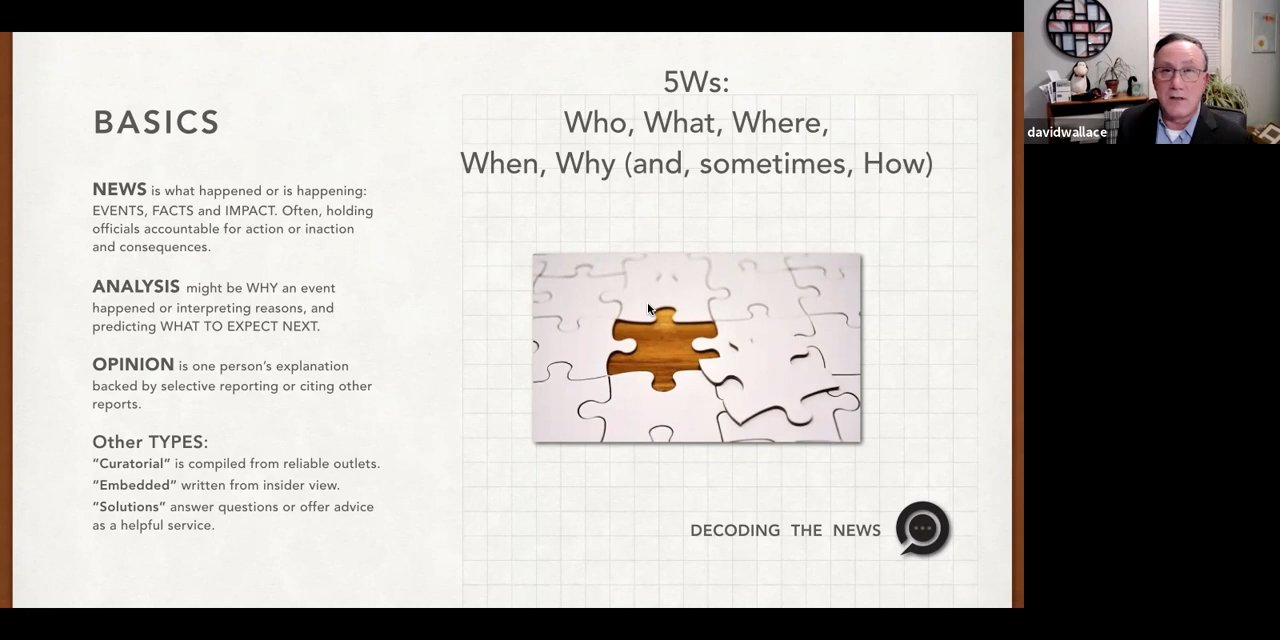 BASICS
NEWS is what happened or is happening:
EVENTS, FACTS and IMPACT. Often, holding
officials accountable for action or inaction
and consequences.
ANALYSIS might be WHY an event
happened or interpreting reasons, and
predicting WHAT TO EXPECT NEXT.
OPINION is one person’s explanation
backed by selective reporting or citing other
reports.
Other TYPES:
“Curatorial” is compiled from reliable outlets.
“Embedded” written from insider view.
“Solutions” answer questions or offer advice
as a helpful service.
5Ws:
Who, What, Where,
When, Why (and, sometimes, How)
DECODING THE NEWS
davidwallace